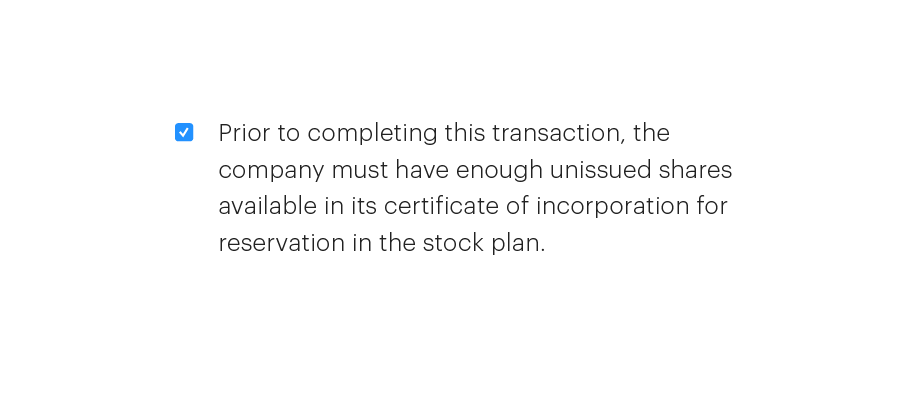 Prior to completing this transaction, the
company must have enough unissued shares
available in its certificate of incorporation for
reservation in the stock plan.